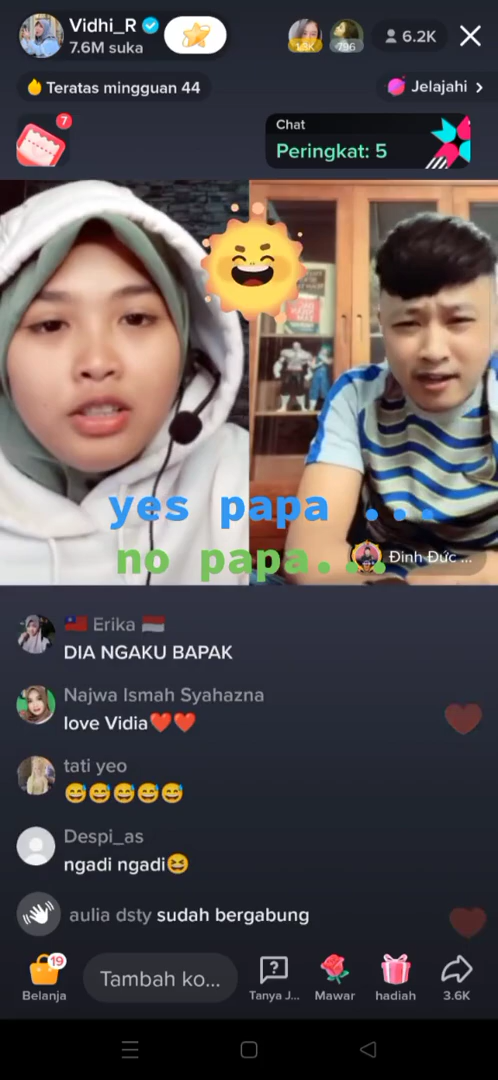 Vidhi_R
7.6M suka
6.2K
Teratas mingguan 44
Jelajahi
7
Chat
Peringkat: 5
yes papa ...
no papa...
Đinh Đức ...
Erika
DIA NGAKU BAPAK
Najwa Ismah Syahazna
love Vidia❤️❤️
tati yeo
😅😅😅😅😅
Despi_as
ngadi ngadi😆
aulia dsty sudah bergabung
19
Belanja
Tambah ko...
Tanya J...
Mawar
hadiah
3.6K